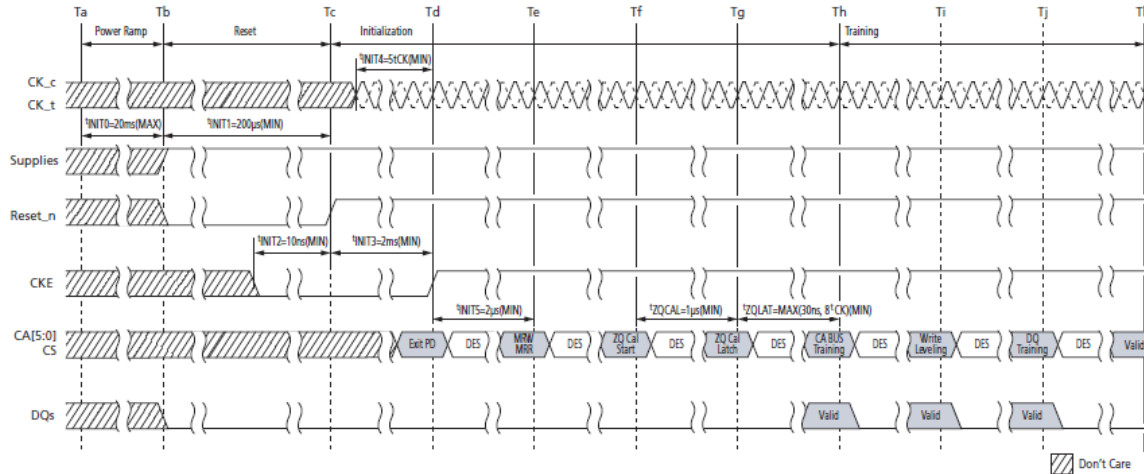 Ta Tb Tc Td Te Tf Tg Th Ti Tj T
Power Ramp Reset Initialization Training
tINIT4=5tCK(MIN)
CK_c
CK_t
tINIT0=20ms(MAX) tINIT1=200μs(MIN)
Supplies
Reset_n
tINIT2=10ns(MIN) tINIT3=2ms(MIN)
CKE
tINIT5=2μs(MIN) tZQCAL=1μs(MIN) tZQLAT=MAX(30ns, 8tCK)(MIN)
CA[5:0]
CS
Exit PD DES MRW MRR DES ZQ Cal Start DES ZQ Cal Latch DES CA BUS Training DES Write Leveling DES DQ Training DES Valid
DQs Valid Valid Valid
Don't Care